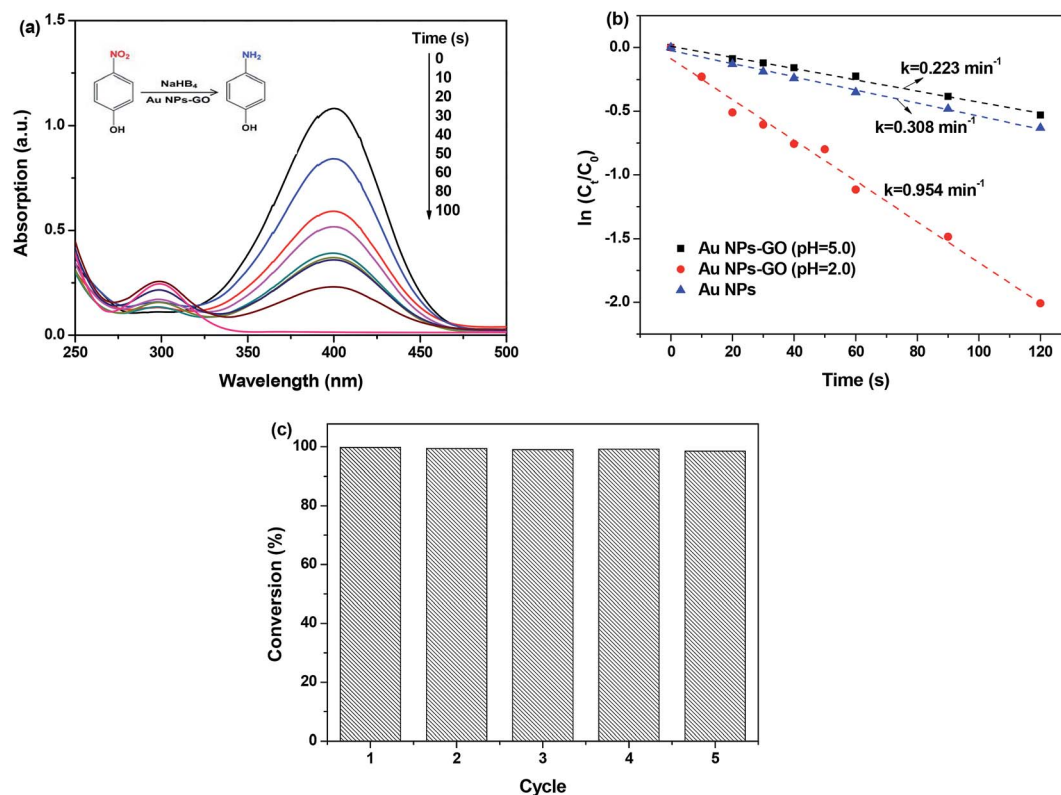 (a)
1.5
1.0
0.5
0.0
Absorption (a.u.)
250 300 350 400 450 500
Wavelength (nm)
NO₂
OH
NaHB₄
Au NPs-GO
NH₂
OH
Time (s)
0
10
20
30
40
50
60
80
100
(b)
0.0
-0.5
-1.0
-1.5
-2.0
ln (Cₜ/C₀)
k=0.223 min⁻¹
k=0.308 min⁻¹
k=0.954 min⁻¹
Au NPs-GO (pH=5.0)
Au NPs-GO (pH=2.0)
Au NPs
0 20 40 60 80 100 120
Time (s)
(c)
100
80
60
40
20
0
Conversion (%)
1 2 3 4 5
Cycle